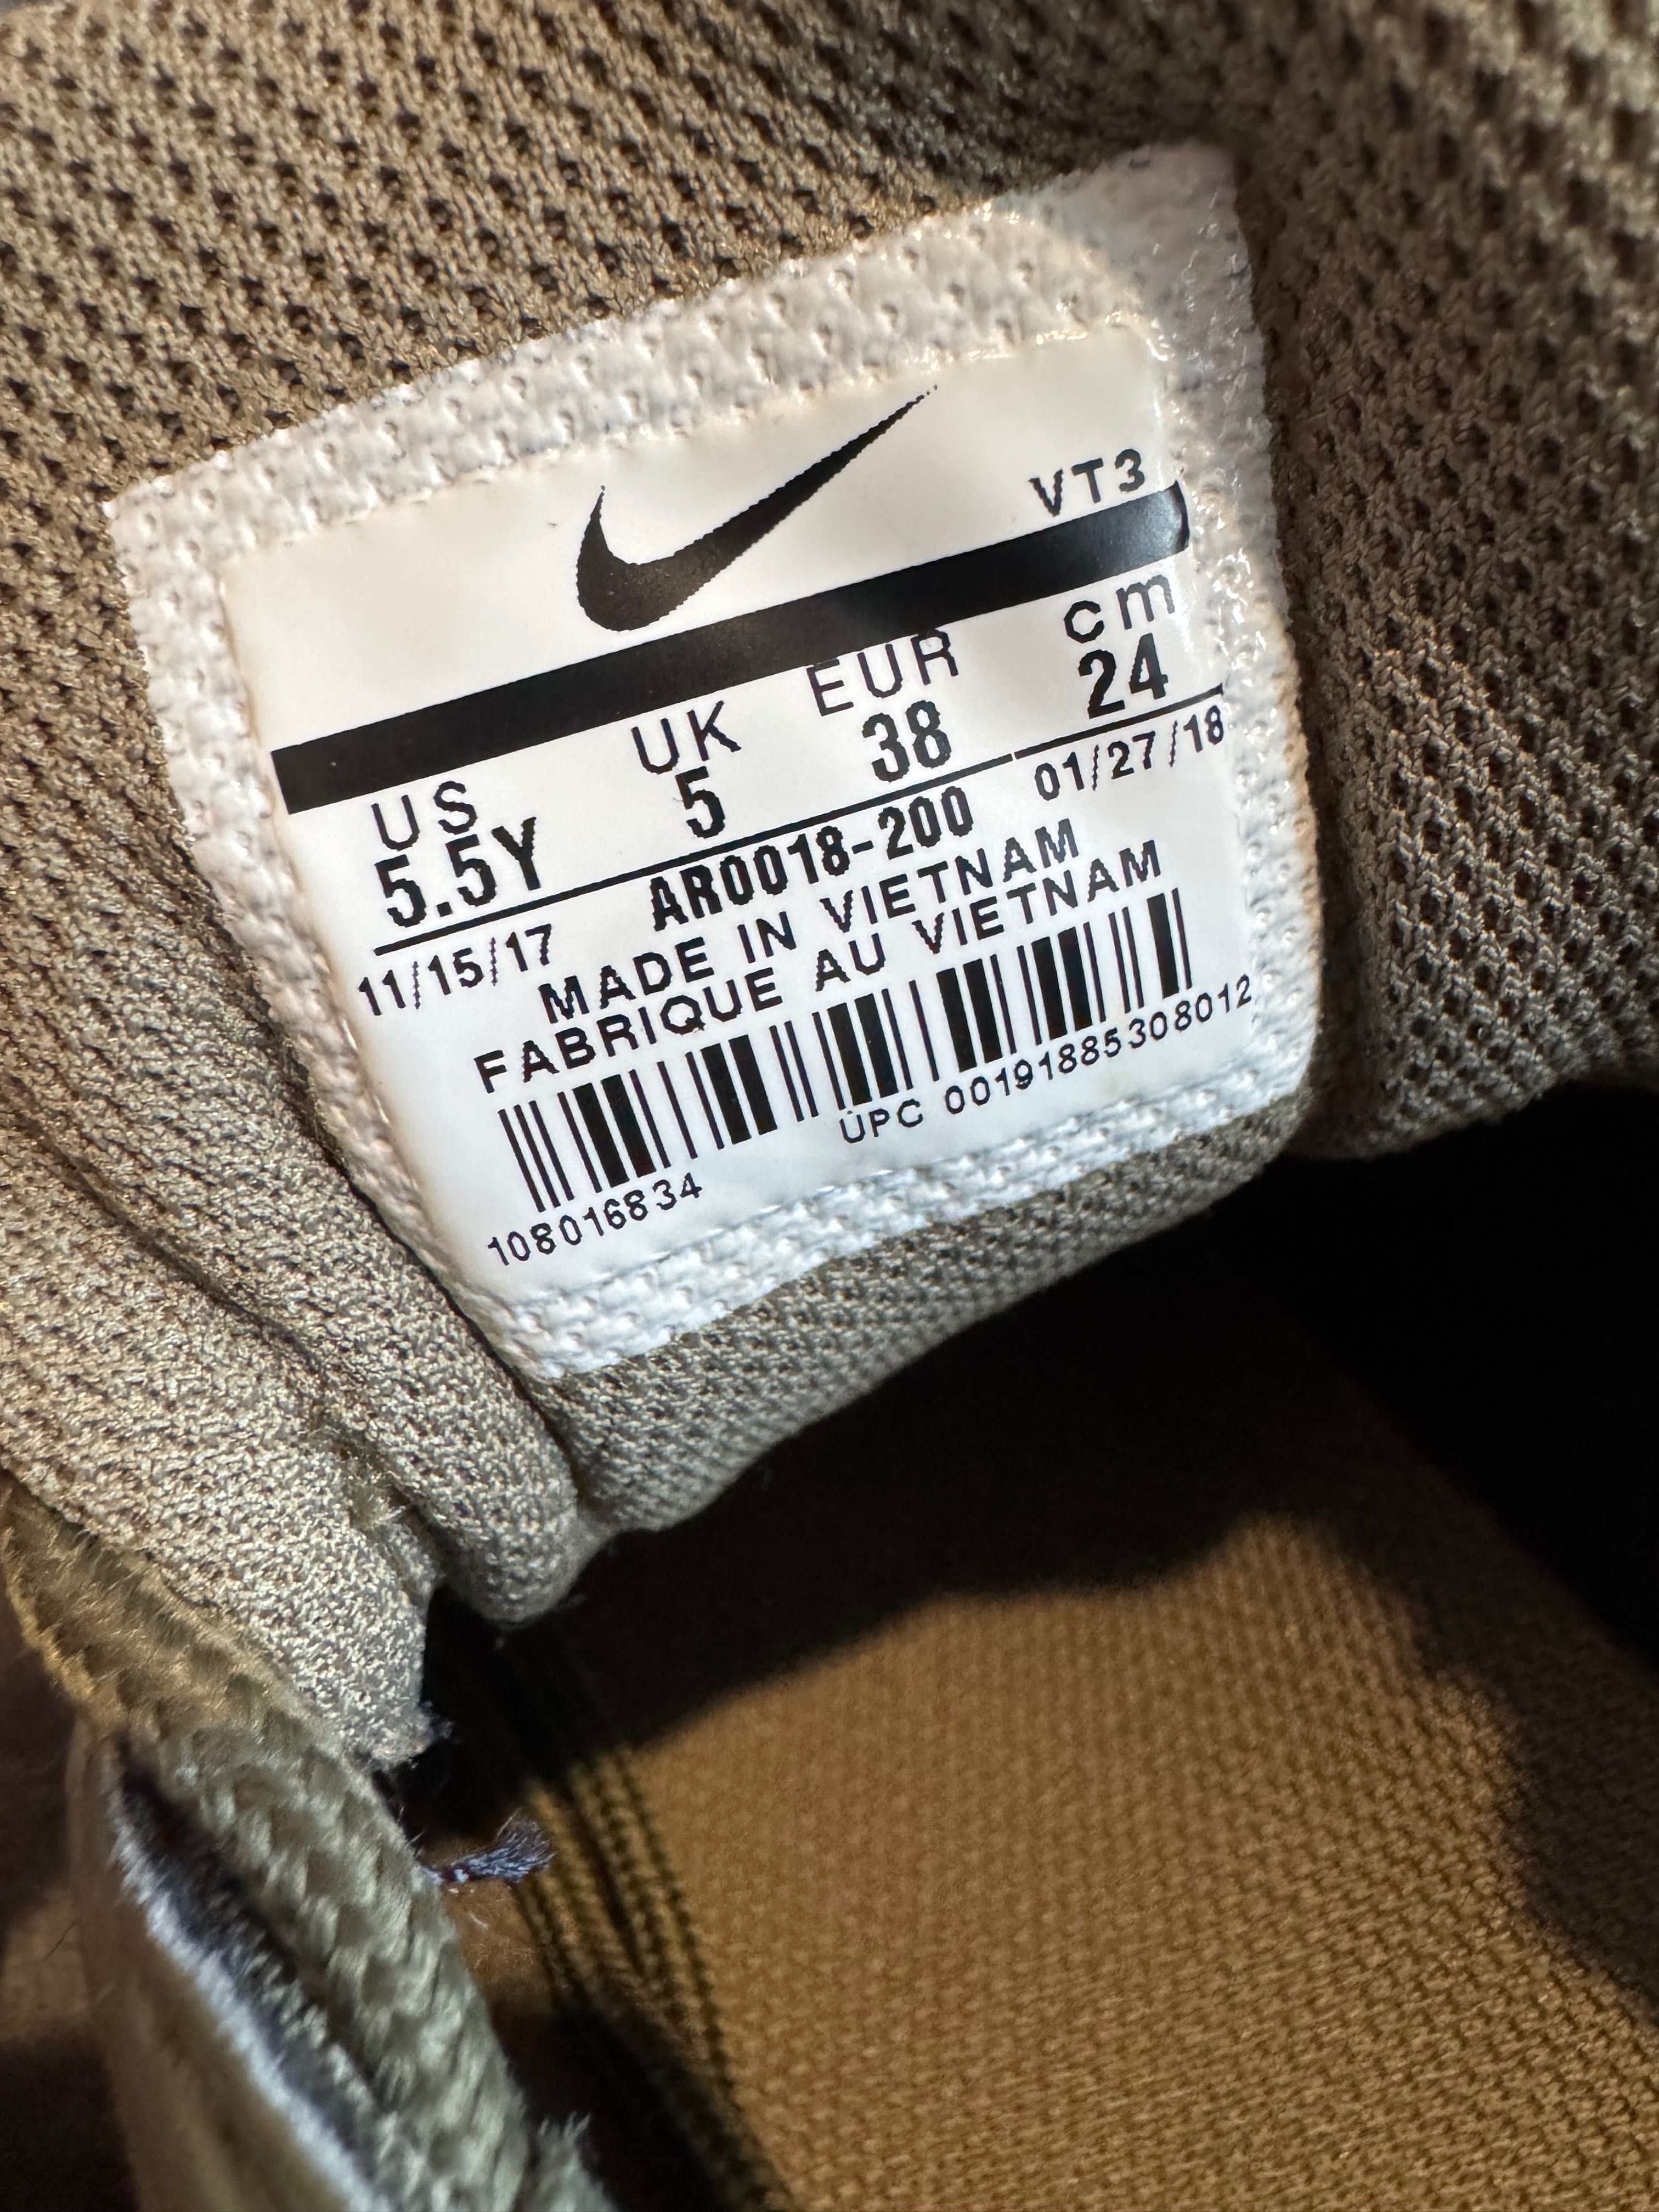 VT3
US UK EUR cm
5.5Y 5 38 24
11/15/17 AR0018-200 01/27/18
MADE IN VIETNAM
FABRIQUE AU VIETNAM
108016834 UPC 00191885308012